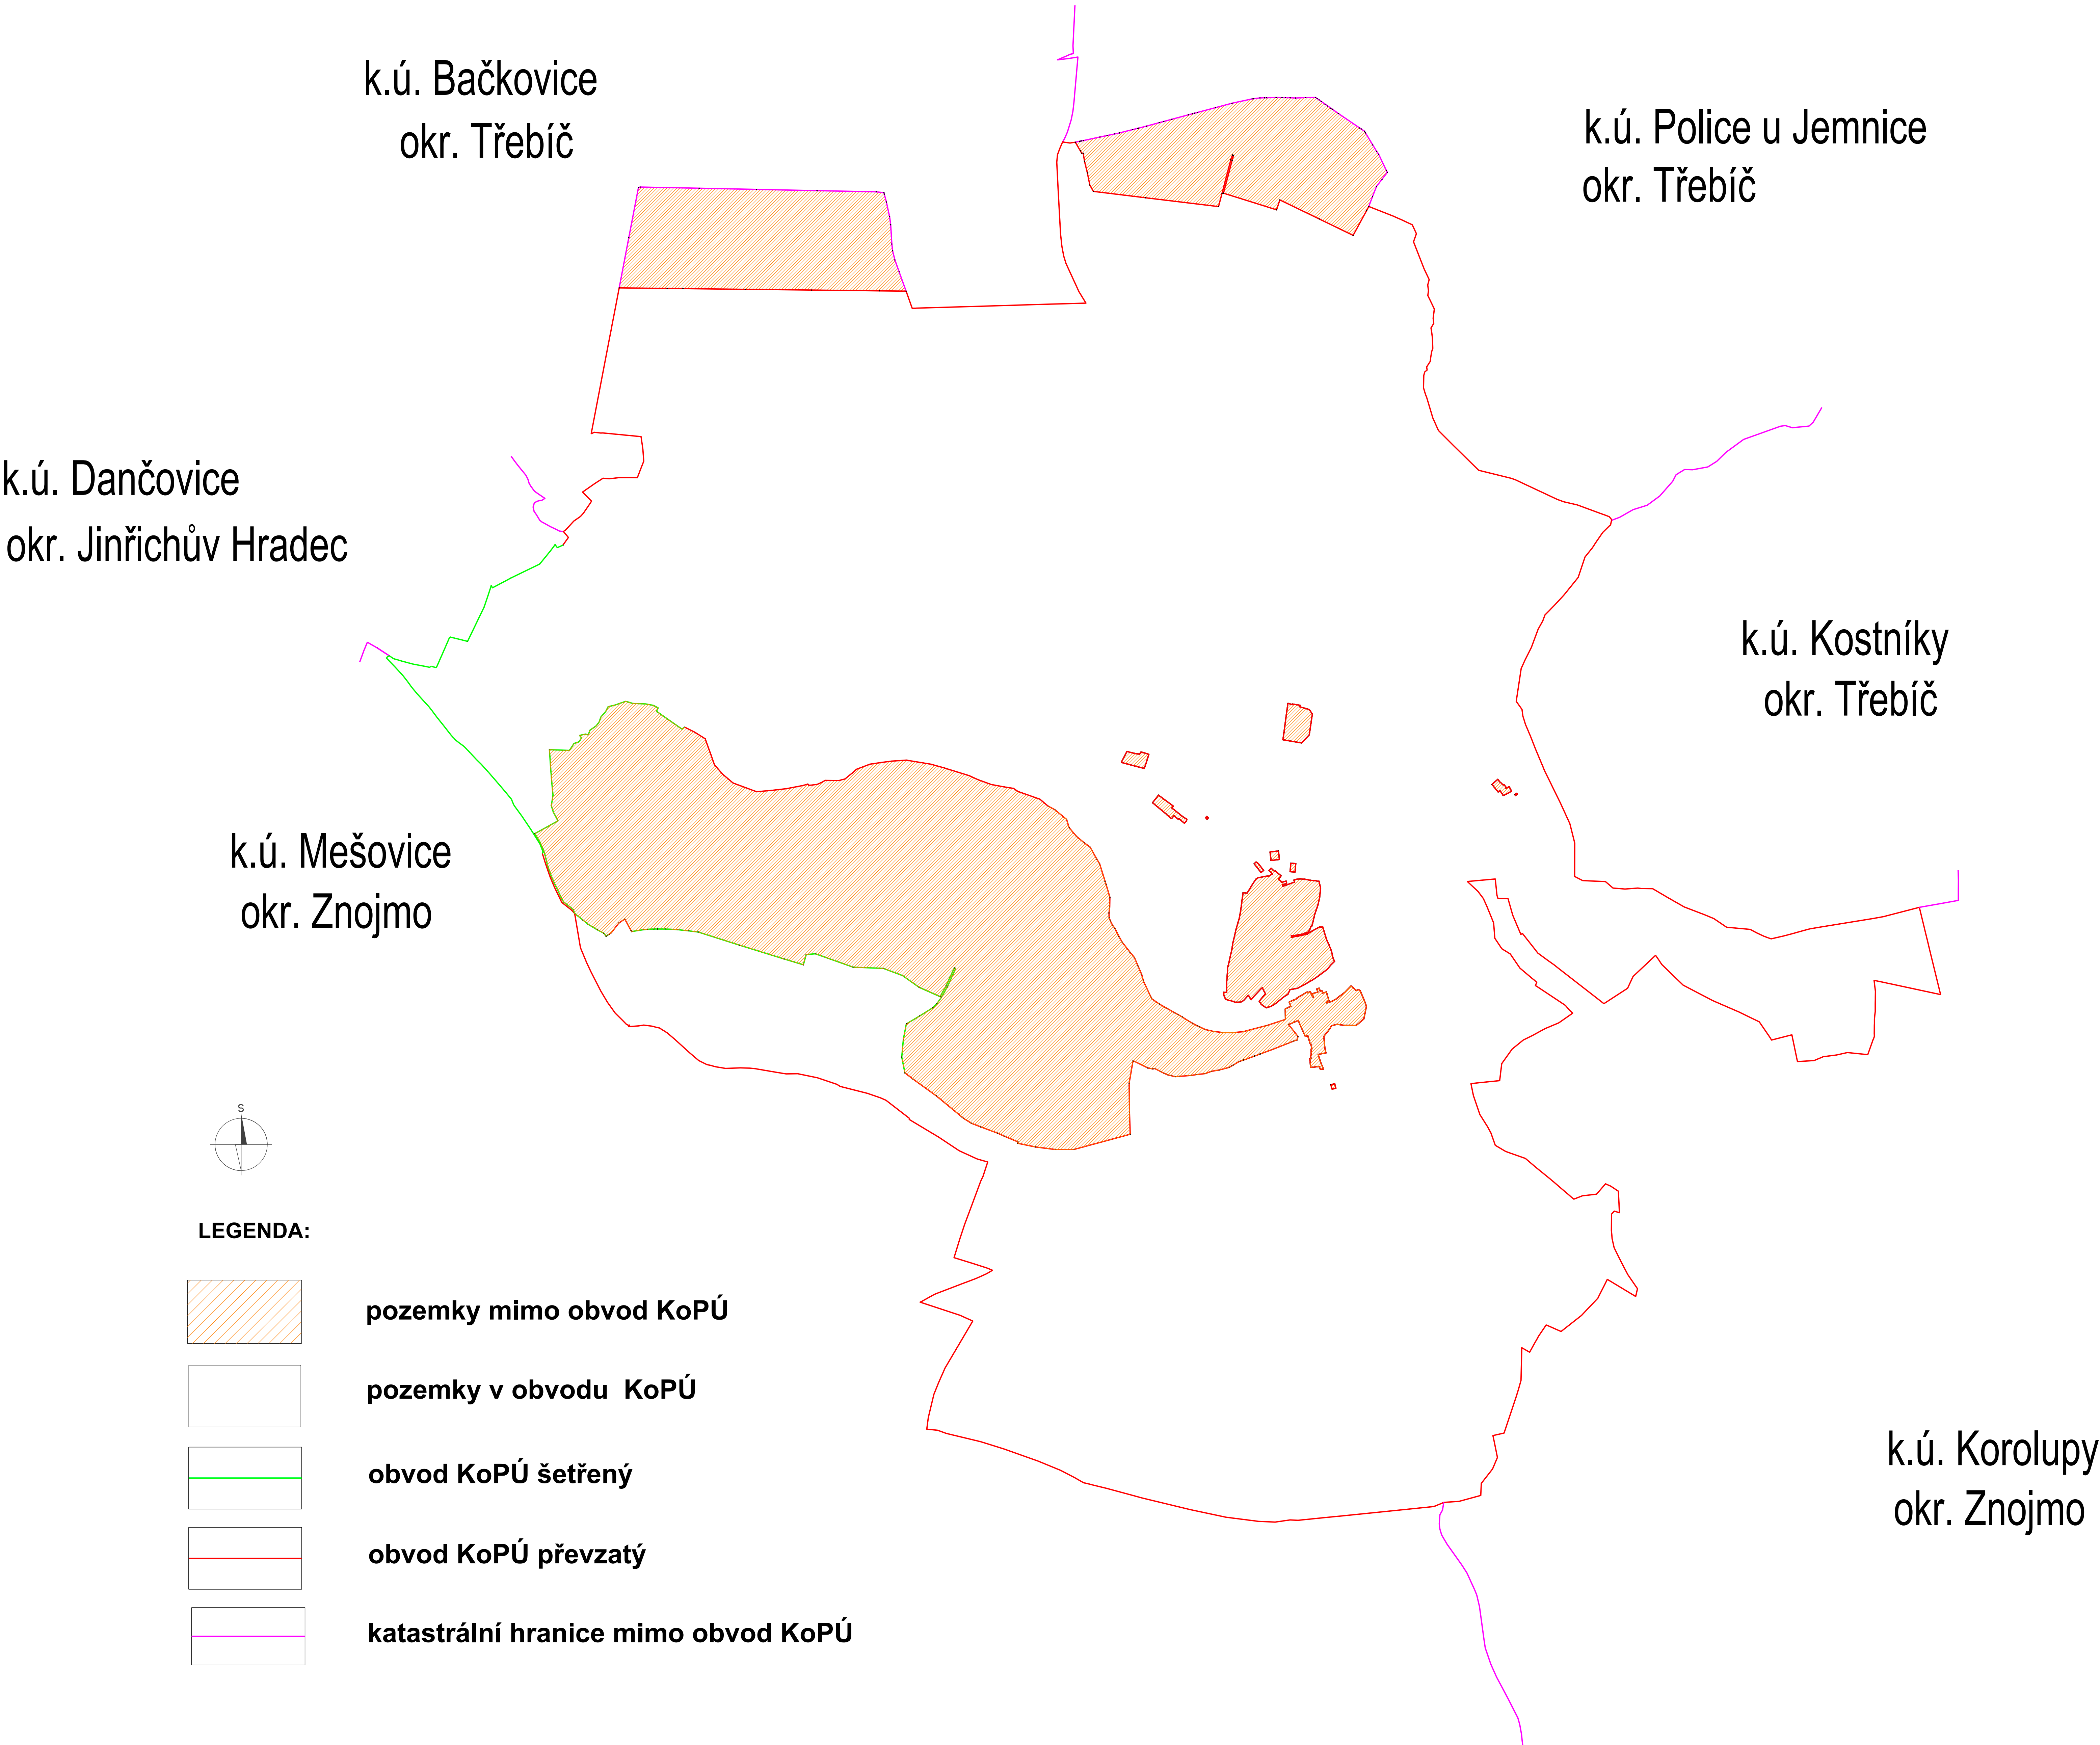 k.ú. Bačkovice
okr. Třebíč
k.ú. Police u Jemnice
okr. Třebíč
k.ú. Dančovice
okr. Jinřichův Hradec
k.ú. Kostníky
okr. Třebíč
k.ú. Mešovice
okr. Znojmo
S
LEGENDA:
pozemky mimo obvod KoPÚ
pozemky v obvodu KoPÚ
obvod KoPÚ šetřený
obvod KoPÚ převzatý
katastrální hranice mimo obvod KoPÚ
k.ú. Korolupy
okr. Znojmo